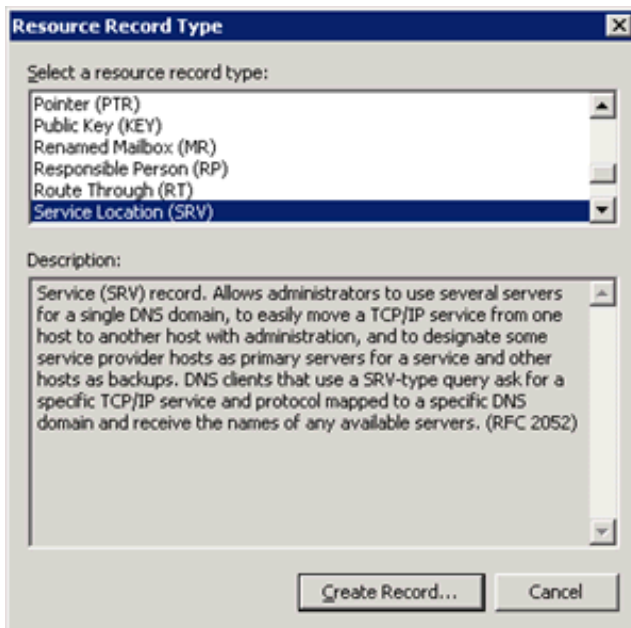 Resource Record Type
Select a resource record type:
Pointer (PTR)
Public Key (KEY)
Renamed Mailbox (MR)
Responsible Person (RP)
Route Through (RT)
Service Location (SRV)
Description:
Service (SRV) record. Allows administrators to use several servers
for a single DNS domain, to easily move a TCP/IP service from one
host to another host with administration, and to designate some
service provider hosts as primary servers for a service and other
hosts as backups. DNS clients that use a SRV-type query ask for a
specific TCP/IP service and protocol mapped to a specific DNS
domain and receive the names of any available servers. (RFC 2052)
Create Record...
Cancel